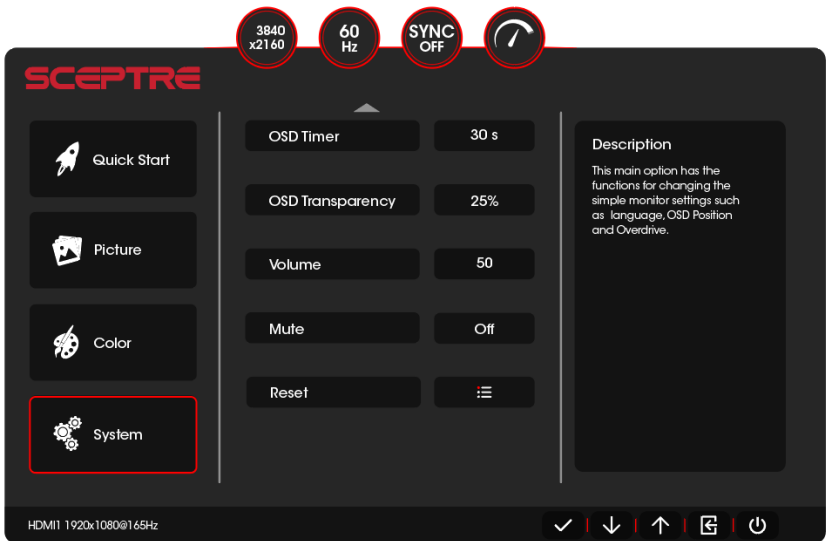 3840
x2160
60
Hz
SYNC
OFF
SCEPTRE
Quick Start
Picture
Color
System
OSD Timer 30 s
OSD Transparency 25%
Volume 50
Mute Off
Reset
Description
This main option has the
functions for changing the
simple monitor settings such
as language, OSD Position
and Overdrive.
HDMI1 1920x1080@165Hz